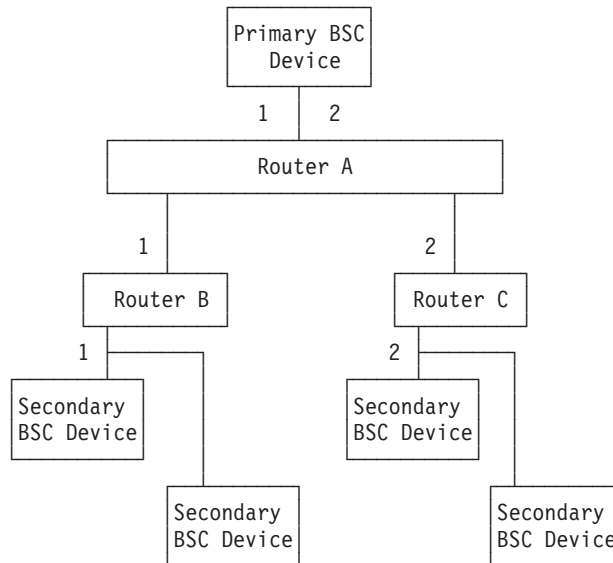 Primary BSC
Device
1 2
Router A
1 2
Router B Router C
1 2
Secondary
BSC Device
Secondary
BSC Device
Secondary
BSC Device
Secondary
BSC Device